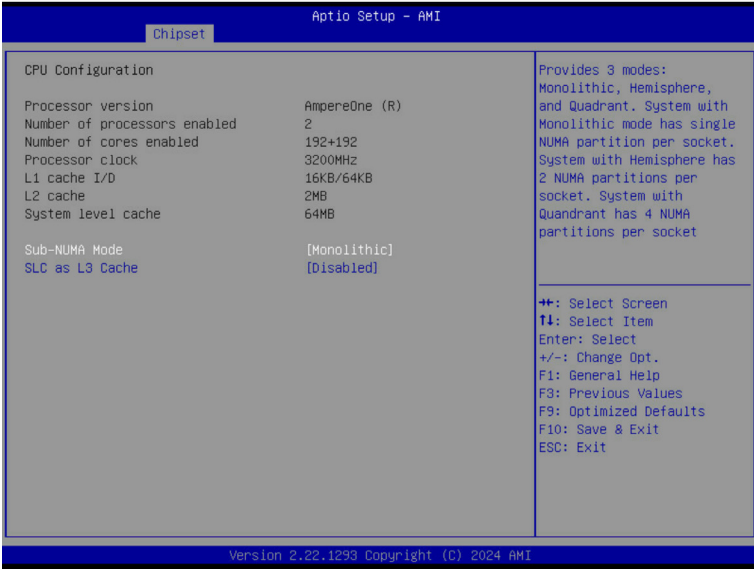 Aptio Setup - AMI
Chipset
CPU Configuration
Processor version AmpereOne (R)
Number of processors enabled 2
Number of cores enabled 192+192
Processor clock 3200MHz
L1 cache I/D 16KB/64KB
L2 cache 2MB
System level cache 64MB
Sub-NUMA Mode [Monolithic]
SLC as L3 Cache [Disabled]
Provides 3 modes:
Monolithic, Hemisphere,
and Quadrant. System with
Monolithic mode has single
NUMA partition per socket.
System with Hemisphere has
2 NUMA partitions per
socket. System with
Quandrant has 4 NUMA
partitions per socket
→←: Select Screen
↑↓: Select Item
Enter: Select
+/-: Change Opt.
F1: General Help
F3: Previous Values
F9: Optimized Defaults
F10: Save & Exit
ESC: Exit
Version 2.22.1293 Copyright (C) 2024 AMI